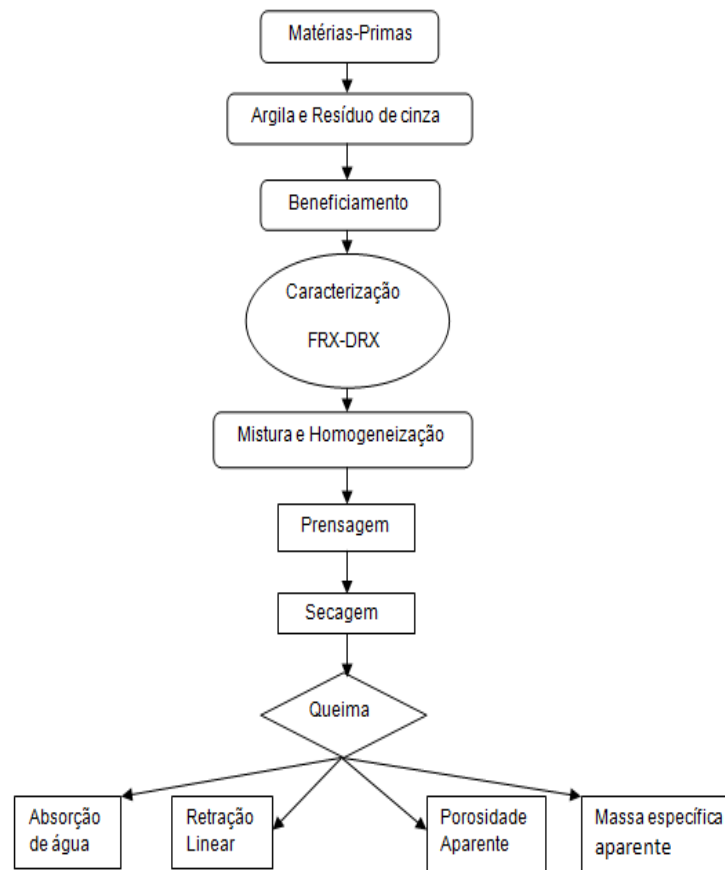 Matérias-Primas
Argila e Resíduo de cinza
Beneficiamento
Caracterização
FRX-DRX
Mistura e Homogeneização
Prensagem
Secagem
Queima
Absorção
de água
Retração
Linear
Porosidade
Aparente
Massa específica
aparente